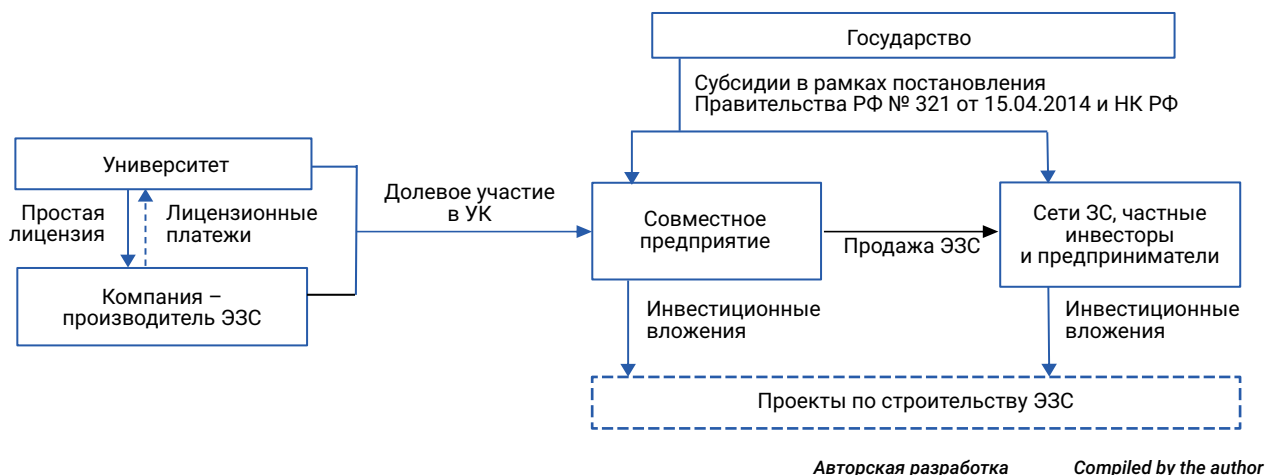 Государство
Субсидии в рамках постановления
Правительства РФ № 321 от 15.04.2014 и НК РФ
Университет
Простая
лицензия
Лицензионные
платежи
Компания –
производитель ЭЗС
Долевое участие
в УК
Совместное
предприятие
Продажа ЭЗС
Сети ЗС, частные
инвесторы
и предприниматели
Инвестиционные
вложения
Инвестиционные
вложения
Проекты по строительству ЭЗС
Авторская разработка
Compiled by the author